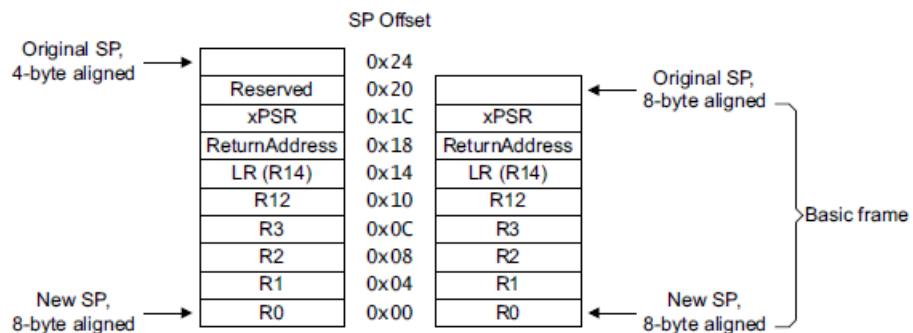 SP Offset
Original SP,
4-byte aligned
0x24
Reserved
0x20
Original SP,
8-byte aligned
xPSR
0x1C
xPSR
ReturnAddress
0x18
ReturnAddress
LR (R14)
0x14
LR (R14)
R12
0x10
R12
Basic frame
R3
0x0C
R3
R2
0x08
R2
R1
0x04
R1
New SP,
8-byte aligned
R0
0x00
R0
New SP,
8-byte aligned